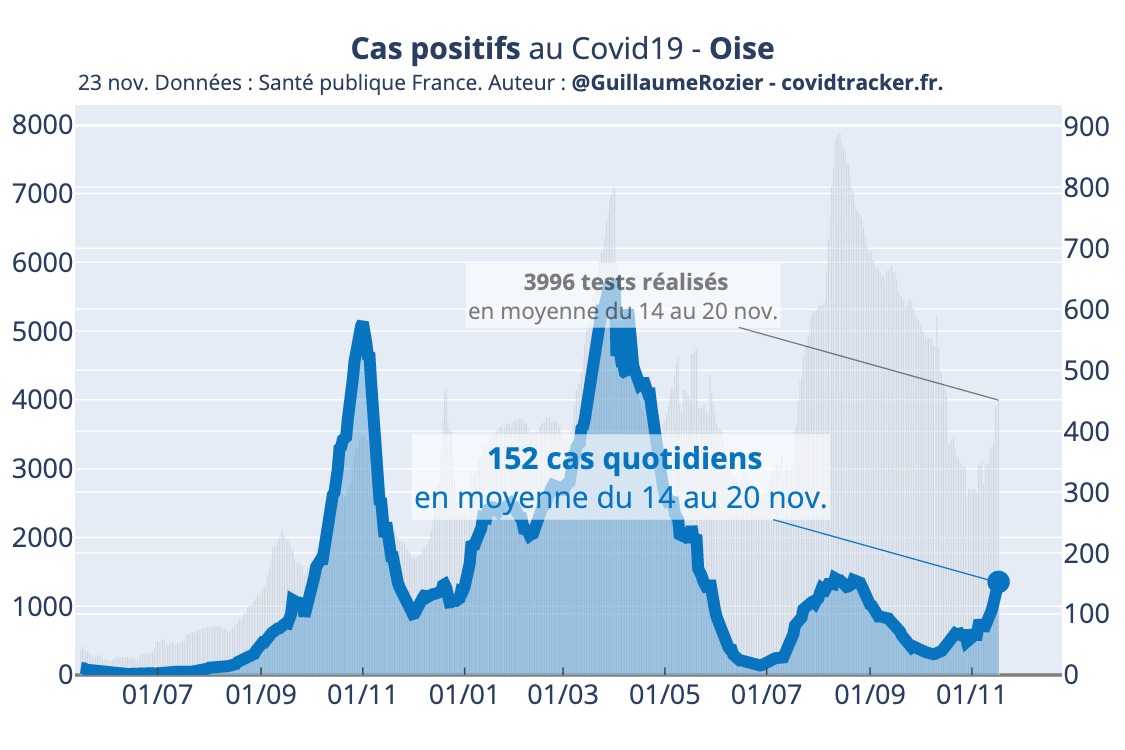 Cas positifs au Covid19 - Oise
23 nov. Données : Santé publique France. Auteur : @GuillaumeRozier - covidtracker.fr.
8000
7000
6000
5000
4000
3000
2000
1000
0
900
800
700
600
500
400
300
200
100
0
3996 tests réalisés
en moyenne du 14 au 20 nov.
152 cas quotidiens
en moyenne du 14 au 20 nov.
01/07 01/09 01/11 01/01 01/03 01/05 01/07 01/09 01/11